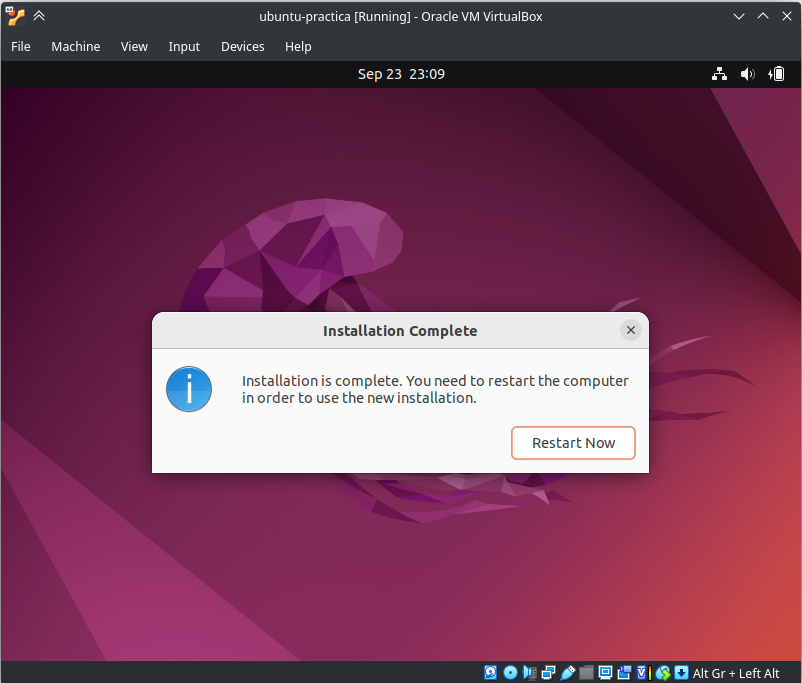 ubuntu-practica [Running] - Oracle VM VirtualBox
File Machine View Input Devices Help
Sep 23 23:09
Installation Complete
Installation is complete. You need to restart the computer
in order to use the new installation.
Restart Now
Alt Gr + Left Alt